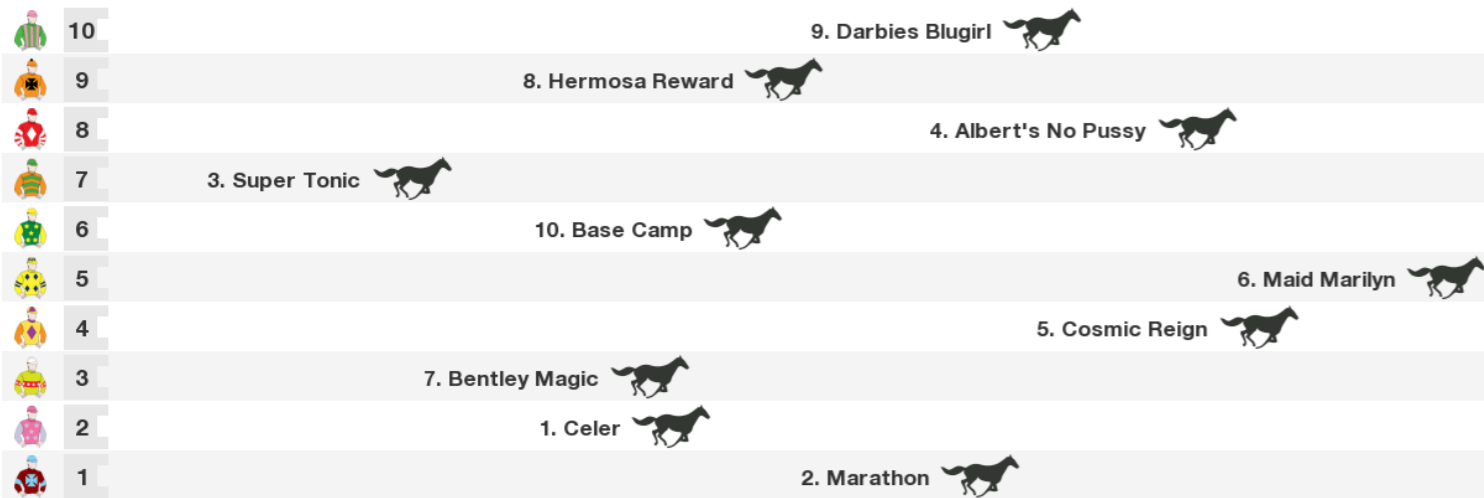 10 9. Darbies Blugirl
9 8. Hermosa Reward
8 4. Albert's No Pussy
7 3. Super Tonic
6 10. Base Camp
5 6. Maid Marilyn
4 5. Cosmic Reign
3 7. Bentley Magic
2 1. Celer
1 2. Marathon